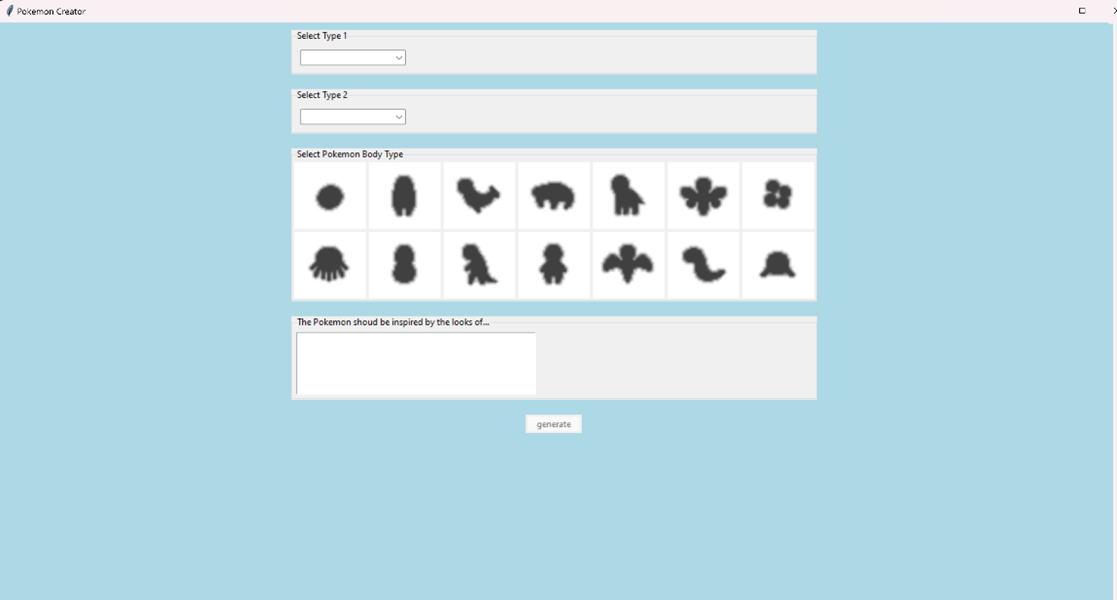 Pokemon Creator
Select Type 1
Select Type 2
Select Pokemon Body Type
The Pokemon shoud be inspired by the looks of...
generate